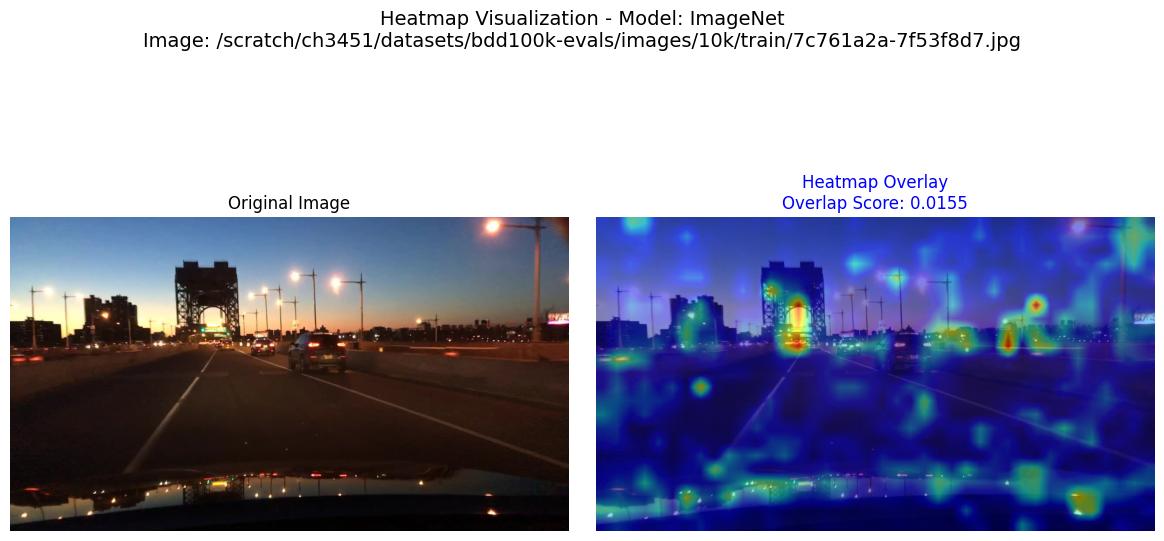 Heatmap Visualization - Model: ImageNet
Image: /scratch/ch3451/datasets/bdd100k-evals/images/10k/train/7c761a2a-7f53f8d7.jpg
Original Image
Heatmap Overlay
Overlap Score: 0.0155